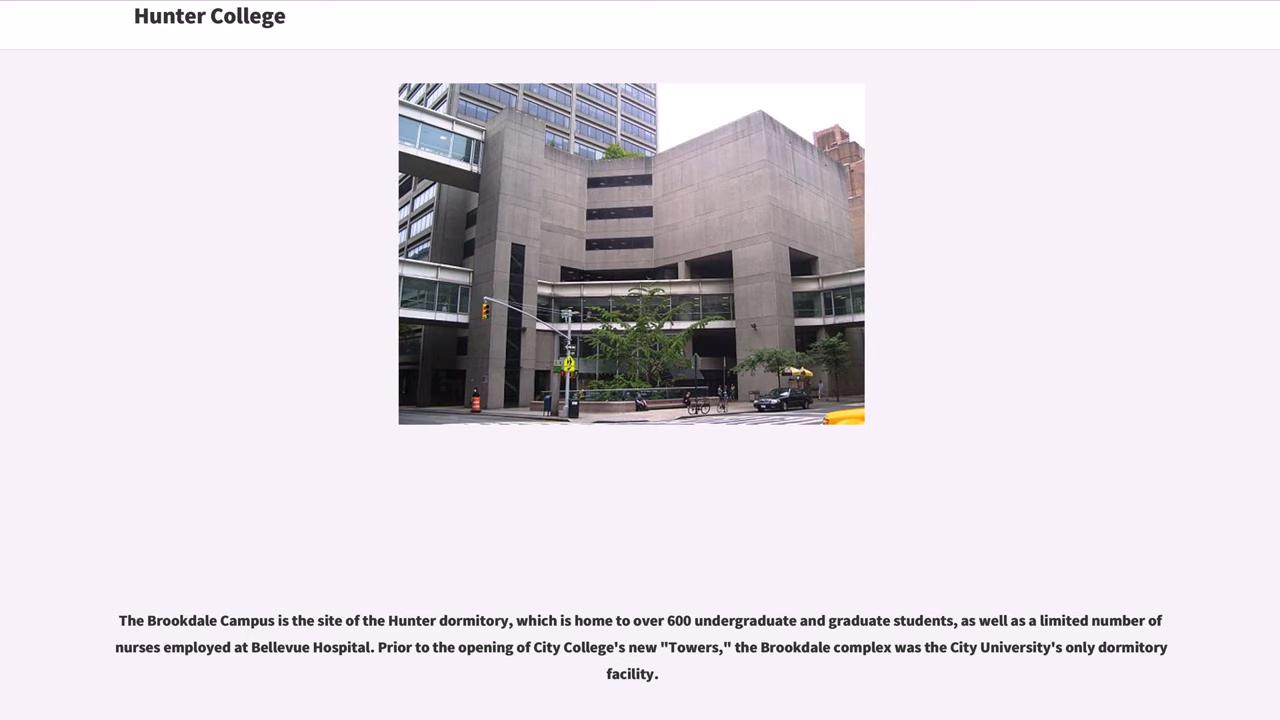 Hunter College
The Brookdale Campus is the site of the Hunter dormitory, which is home to over 600 undergraduate and graduate students, as well as a limited number of
nurses employed at Bellevue Hospital. Prior to the opening of City College's new "Towers," the Brookdale complex was the City University's only dormitory
facility.